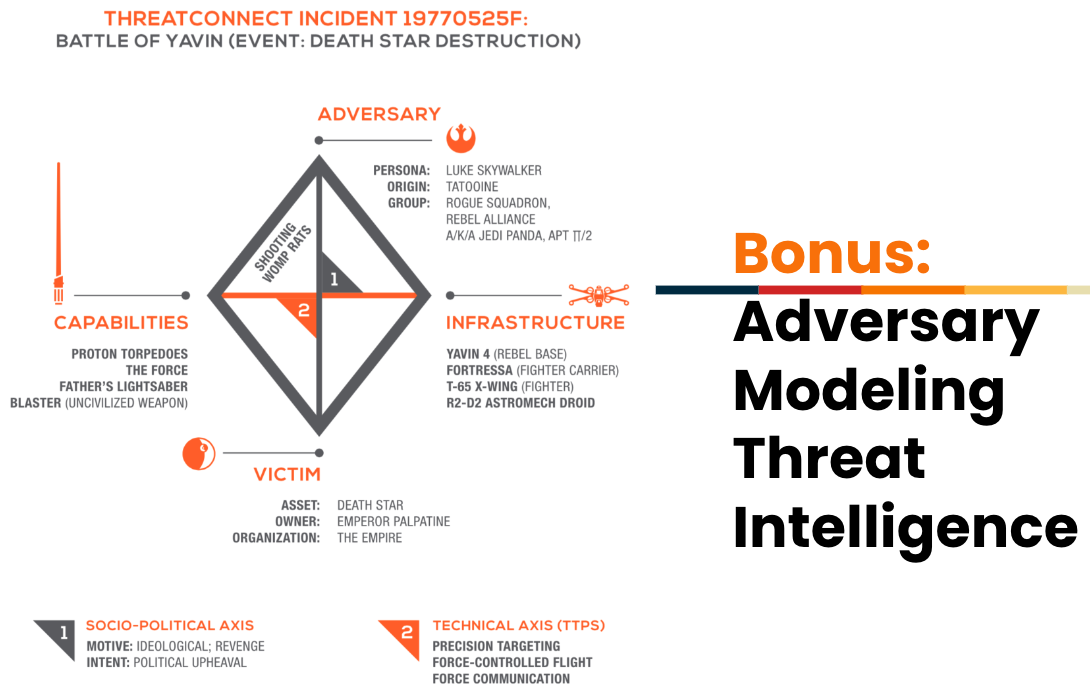 THREATCONNECT INCIDENT 19770525F:
BATTLE OF YAVIN (EVENT: DEATH STAR DESTRUCTION)
ADVERSARY
PERSONA: LUKE SKYWALKER
ORIGIN: TATOOINE
GROUP: ROGUE SQUADRON,
REBEL ALLIANCE
A/K/A JEDI PANDA, APT π/2
SHOOTING
WOMP RATS
1
2
CAPABILITIES
PROTON TORPEDOES
THE FORCE
FATHER'S LIGHTSABER
BLASTER (UNCIVILIZED WEAPON)
INFRASTRUCTURE
YAVIN 4 (REBEL BASE)
FORTRESSA (FIGHTER CARRIER)
T-65 X-WING (FIGHTER)
R2-D2 ASTROMECH DROID
VICTIM
ASSET: DEATH STAR
OWNER: EMPEROR PALPATINE
ORGANIZATION: THE EMPIRE
1 SOCIO-POLITICAL AXIS
MOTIVE: IDEOLOGICAL; REVENGE
INTENT: POLITICAL UPHEAVAL
2 TECHNICAL AXIS (TTPS)
PRECISION TARGETING
FORCE-CONTROLLED FLIGHT
FORCE COMMUNICATION
Bonus:
Adversary
Modeling
Threat
Intelligence